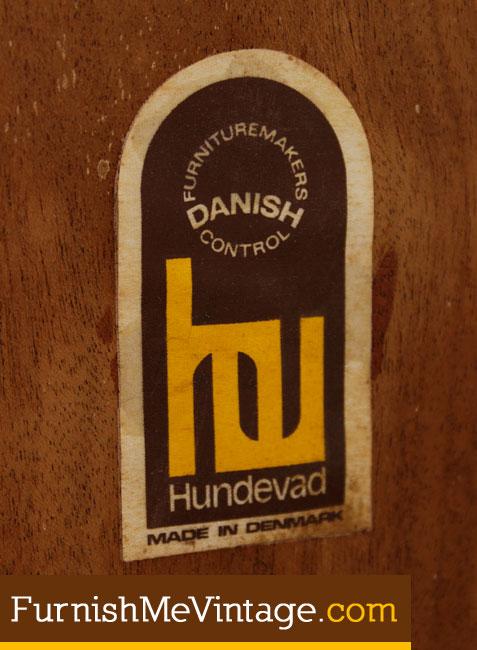 FURNITUREMAKERS
DANISH
CONTROL
hu
Hundevad
MADE IN DENMARK
FurnishMeVintage.com